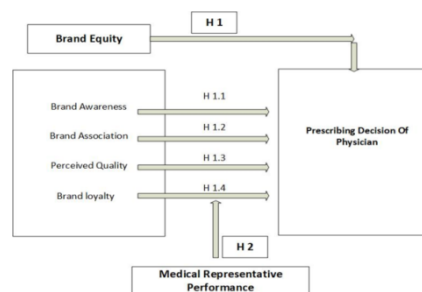 H 1
Brand Equity
Brand Awareness
H 1.1
Brand Association
H 1.2
Perceived Quality
H 1.3
Brand loyalty
H 1.4
Prescribing Decision Of
Physician
H 2
Medical Representative
Performance